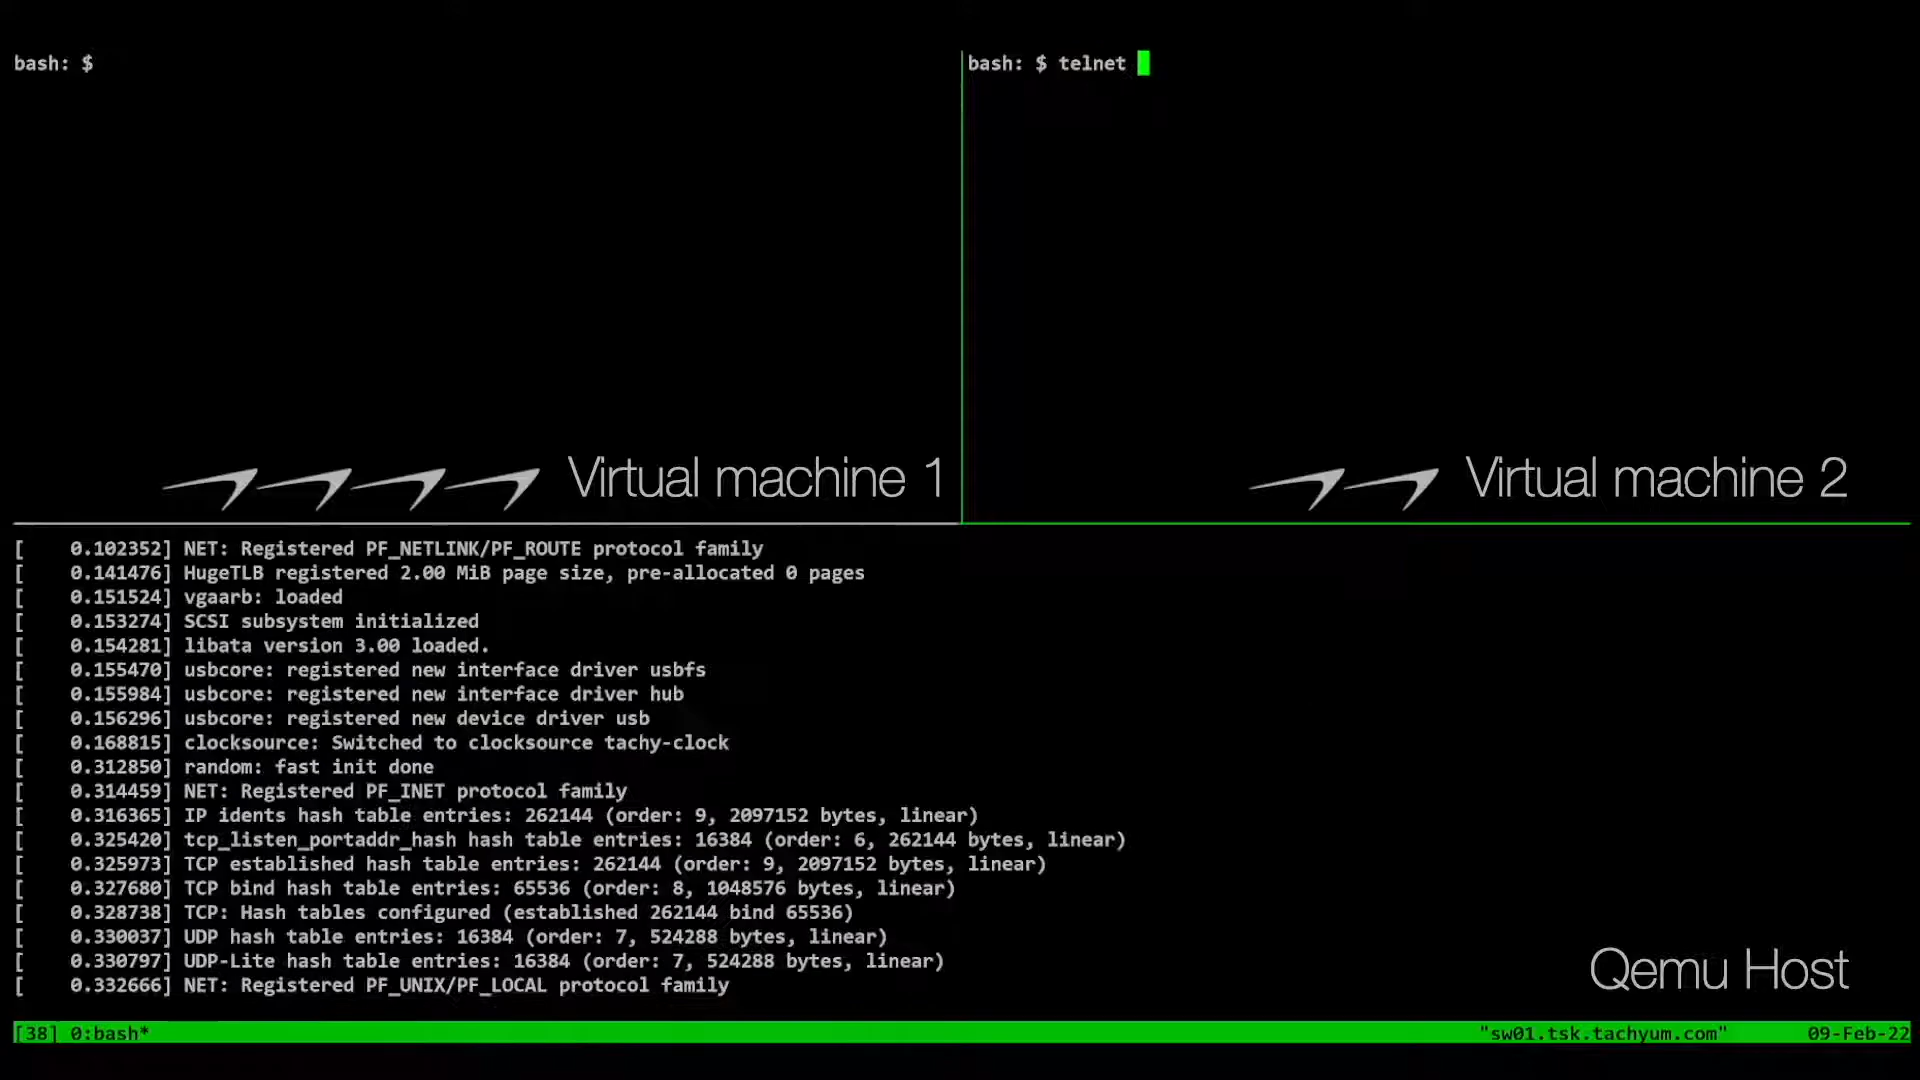 bash: $
bash: $ telnet
Virtual machine 1
Virtual machine 2
[    0.102352] NET: Registered PF_NETLINK/PF_ROUTE protocol family
[    0.141476] HugeTLB registered 2.00 MiB page size, pre-allocated 0 pages
[    0.151524] vgaarb: loaded
[    0.153274] SCSI subsystem initialized
[    0.154281] libata version 3.00 loaded.
[    0.155470] usbcore: registered new interface driver usbfs
[    0.155984] usbcore: registered new interface driver hub
[    0.156296] usbcore: registered new device driver usb
[    0.168815] clocksource: Switched to clocksource tachy-clock
[    0.312850] random: fast init done
[    0.314459] NET: Registered PF_INET protocol family
[    0.316365] IP idents hash table entries: 262144 (order: 9, 2097152 bytes, linear)
[    0.325420] tcp_listen_portaddr_hash hash table entries: 16384 (order: 6, 262144 bytes, linear)
[    0.325973] TCP established hash table entries: 262144 (order: 9, 2097152 bytes, linear)
[    0.327680] TCP bind hash table entries: 65536 (order: 8, 1048576 bytes, linear)
[    0.328738] TCP: Hash tables configured (established 262144 bind 65536)
[    0.330037] UDP hash table entries: 16384 (order: 7, 524288 bytes, linear)
[    0.330797] UDP-Lite hash table entries: 16384 (order: 7, 524288 bytes, linear)
[    0.332666] NET: Registered PF_UNIX/PF_LOCAL protocol family
Qemu Host
[38] 0:bash* "sw01.tsk.tachyum.com" 09-Feb-22